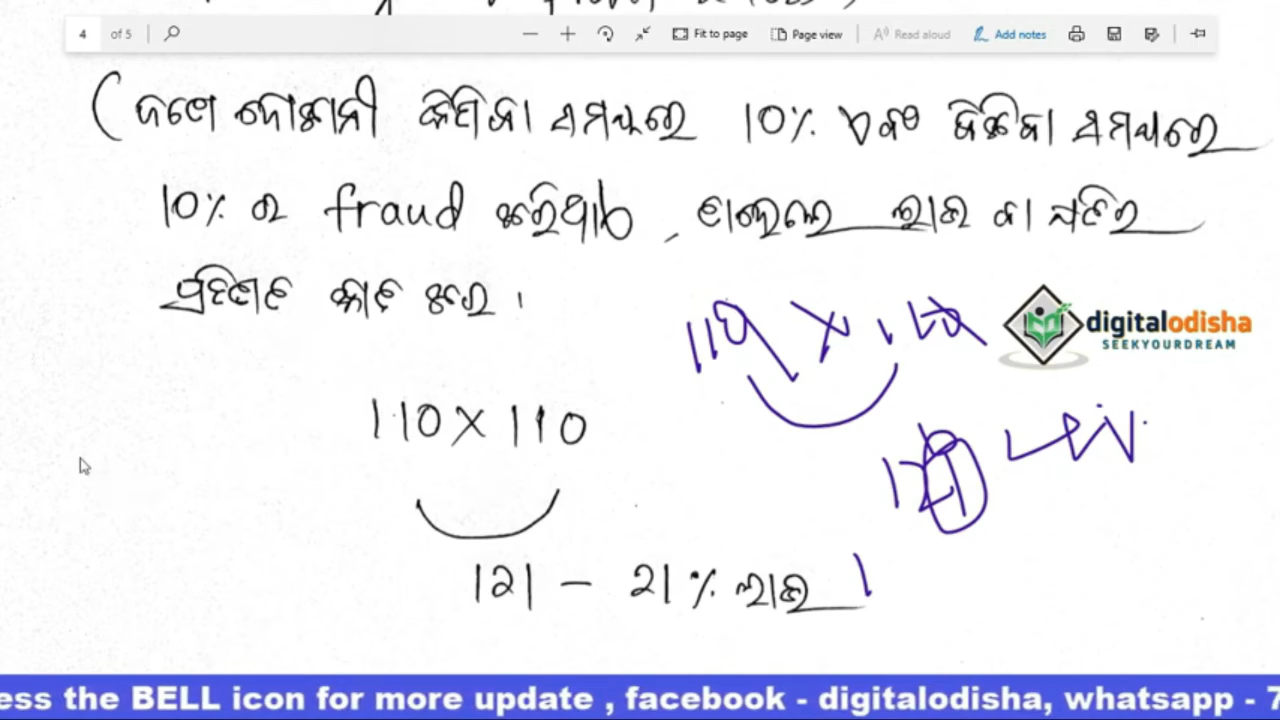 4 of 5 Fit to page Page view Read aloud Add notes
(ଜଣେ ଦୋକାନୀ କିଣିବା ସମୟରେ 10% ଏବଂ ବିକିବା ସମୟରେ
10% ର fraud କରିଥାଏ, ତାହେଲେ ଲାଭ ବା କ୍ଷତିର
ପ୍ରତିଶତ କାଢ଼ କର ।
110 × 110
digitalodisha
SEEKYOURDREAM
110 × 110
121
121 – 21% ଲାଭ ।
ess the BELL icon for more update , facebook - digitalodisha, whatsapp - 7